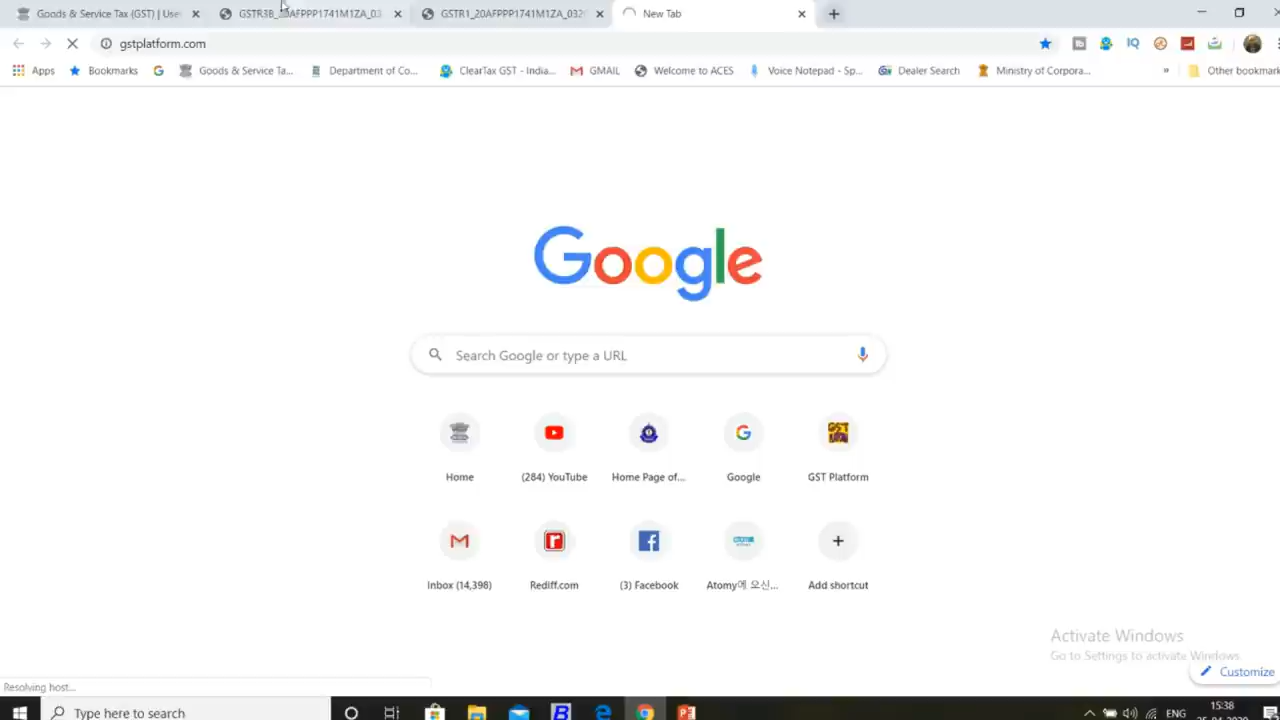 Goods & Service Tax (GST) | Use
GSTR3B_20AFPPP1741M1ZA_03
GSTR1_20AFPPP1741M1ZA_032
New Tab
gstplatform.com
Apps
Bookmarks
Goods & Service Ta...
Department of Co...
ClearTax GST - India...
GMAIL
Welcome to ACES
Voice Notepad - Sp...
Dealer Search
Ministry of Corpora...
»
Other bookmark
Google
Search Google or type a URL
Home
(284) YouTube
Home Page of...
Google
GST Platform
Inbox (14,398)
Rediff.com
(3) Facebook
Atomy에 오신...
Add shortcut
Activate Windows
Go to Settings to activate Windows.
Customize
Resolving host...
Type here to search
ENG
15:38